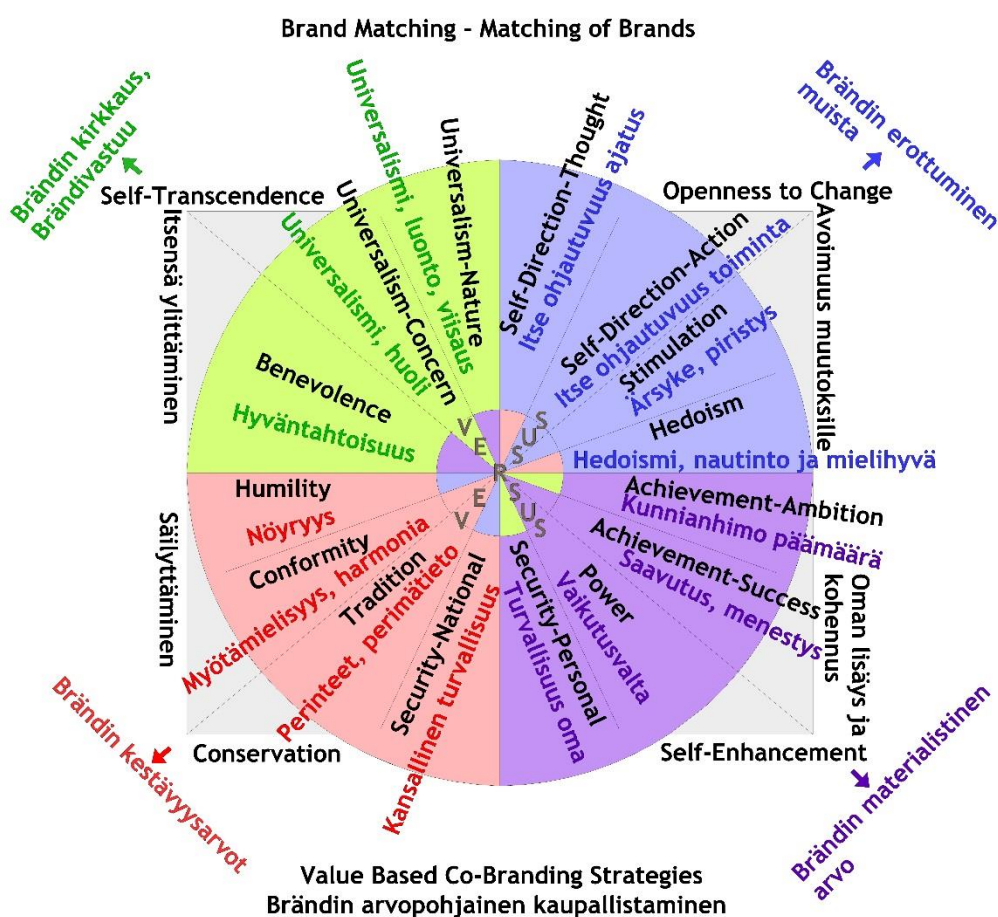 Brand Matching - Matching of Brands
Brändin kirkkaus,
Brändivastuu
Brändin erottuminen
muista
Self-Transcendence
Itsensä ylittäminen
Openness to Change
Avoimuus muutoksille
Universalismi, luonto, viisaus
Universalism-Nature
Universalism-Concern
Universalismi, huoli
Benevolence
Hyväntahtoisuus
Self-Direction-Thought
Itse ohjautuvuus ajatus
Self-Direction-Action
Itse ohjautuvuus toiminta
Stimulation
Ärsyke, piristys
Hedoism
Hedoismi, nautinto ja mielihyvä
VERSUS
VERSUS
Humility
Nöyryys
Conformity
Myötämielisyys, harmonia
Tradition
Perinteet, perimätieto
Security-National
Kansallinen turvallisuus
Achievement-Ambition
Kunnianhimo päämäärä
Achievement-Success
Saavutus, menestys
Power
Vaikutusvalta
Security-Personal
Turvallisuus oma
Säilyttäminen
Conservation
Oman lisäys ja
kohennus
Self-Enhancement
Brändin kestävyysarvot
Brändin materialistinen
arvo
Value Based Co-Branding Strategies
Brändin arvopohjainen kaupallistaminen